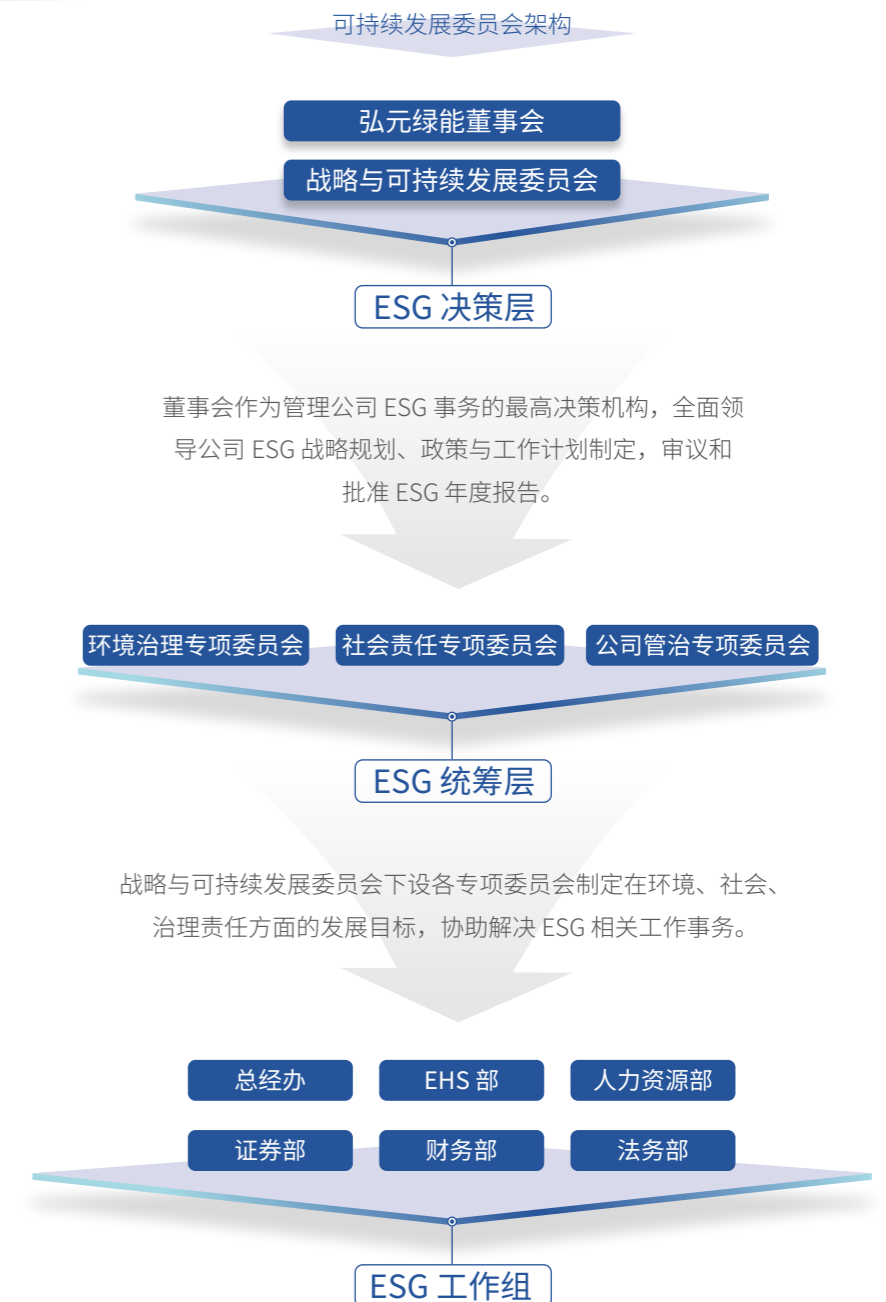 可持续发展委员会架构
弘元绿能董事会
战略与可持续发展委员会
ESG 决策层
董事会作为管理公司 ESG 事务的最高决策机构，全面领
导公司 ESG 战略规划、政策与工作计划制定，审议和
批准 ESG 年度报告。
环境治理专项委员会 社会责任专项委员会 公司管治专项委员会
ESG 统筹层
战略与可持续发展委员会下设各专项委员会制定在环境、社会、
治理责任方面的发展目标，协助解决 ESG 相关工作事务。
总经办 EHS 部 人力资源部
证券部 财务部 法务部
ESG 工作组